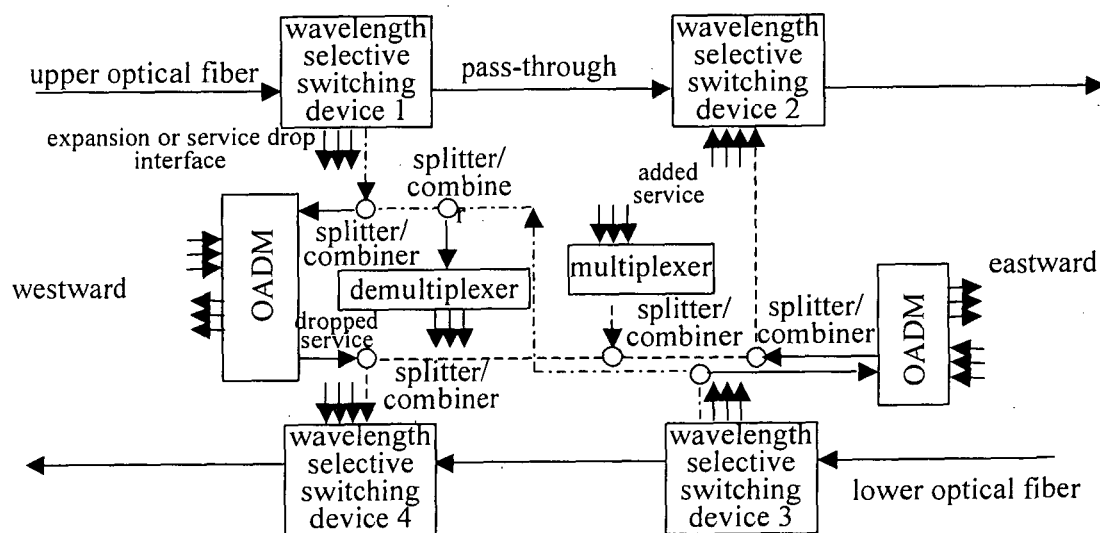 wavelength
selective
switching
device 1
wavelength
selective
switching
device 2
upper optical fiber
pass-through
expansion or service drop
interface
splitter/
combine
r
added
service
splitter/
combiner
OADM
westward
demultiplexer
multiplexer
eastward
OADM
dropped
service
splitter/
combiner
splitter/
combiner
splitter/
combiner
wavelength
selective
switching
device 4
wavelength
selective
switching
device 3
lower optical fiber